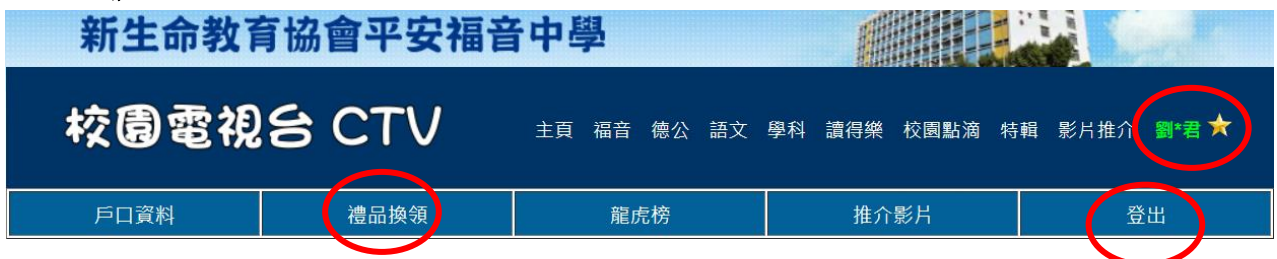 新生命教育協會平安福音中學
校園電視台 CTV
主頁 福音 德公 語文 學科 讀得樂 校園點滴 特輯 影片推介 劉*君
戶口資料 禮品換領 龍虎榜 推介影片 登出